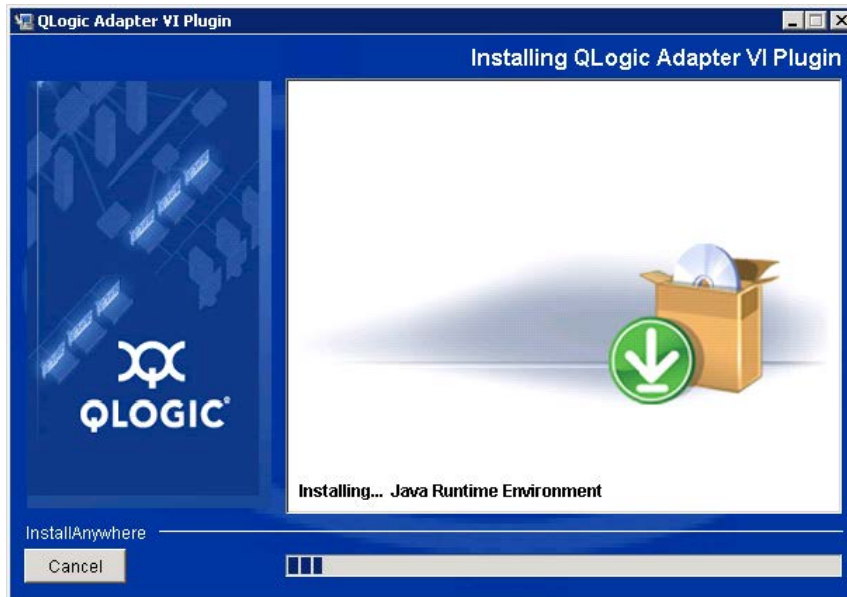 QLogic Adapter VI Plugin
Installing QLogic Adapter VI Plugin
QLOGIC®
Installing... Java Runtime Environment
InstallAnywhere
Cancel